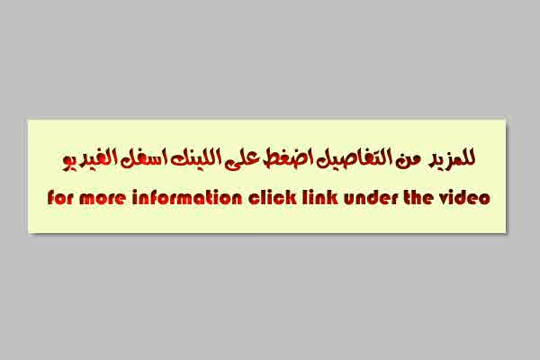 للمزيد من التفاصيل اضغط على اللينك اسفل الفيديو
for more information click link under the video